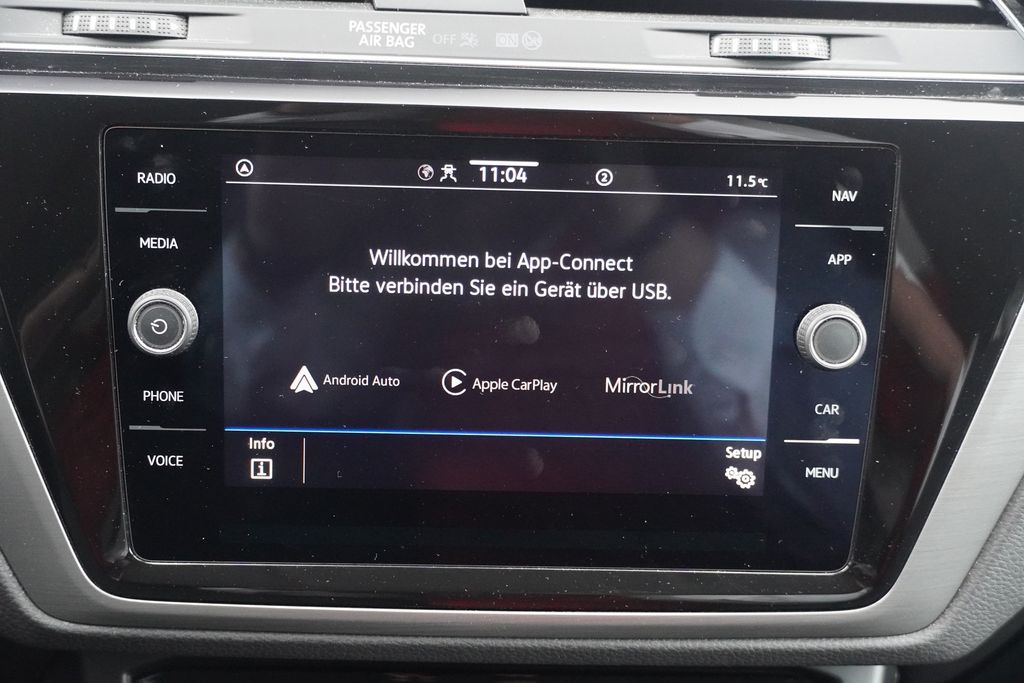 PASSENGER
AIR BAG OFF ON
RADIO
MEDIA
PHONE
VOICE
11:04 2 11.5°C
Willkommen bei App-Connect
Bitte verbinden Sie ein Gerät über USB.
Android Auto Apple CarPlay MirrorLink
Info Setup
NAV
APP
CAR
MENU